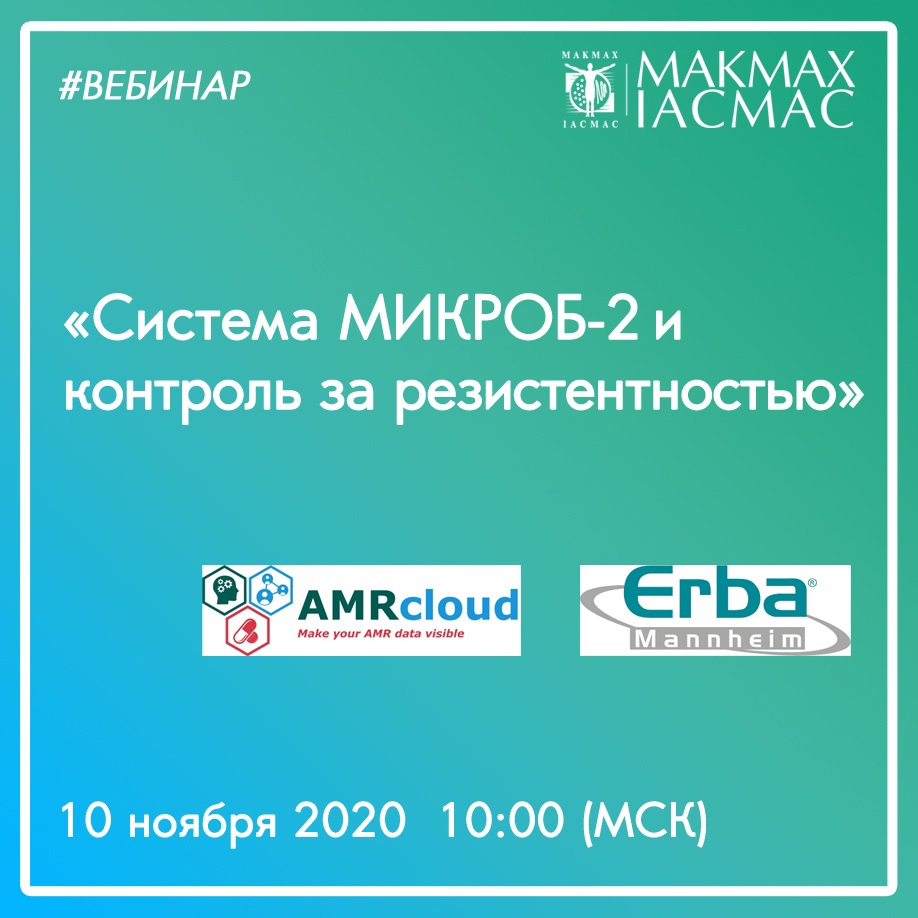 #ВЕБИНАР
МАКМАХ
IACMAC
МАКМАХ
IACMAC
«Система МИКРОБ-2 и
контроль за резистентностью»
AMRcloud
Make your AMR data visible
Erba®
Mannheim
10 ноября 2020 10:00 (МСК)